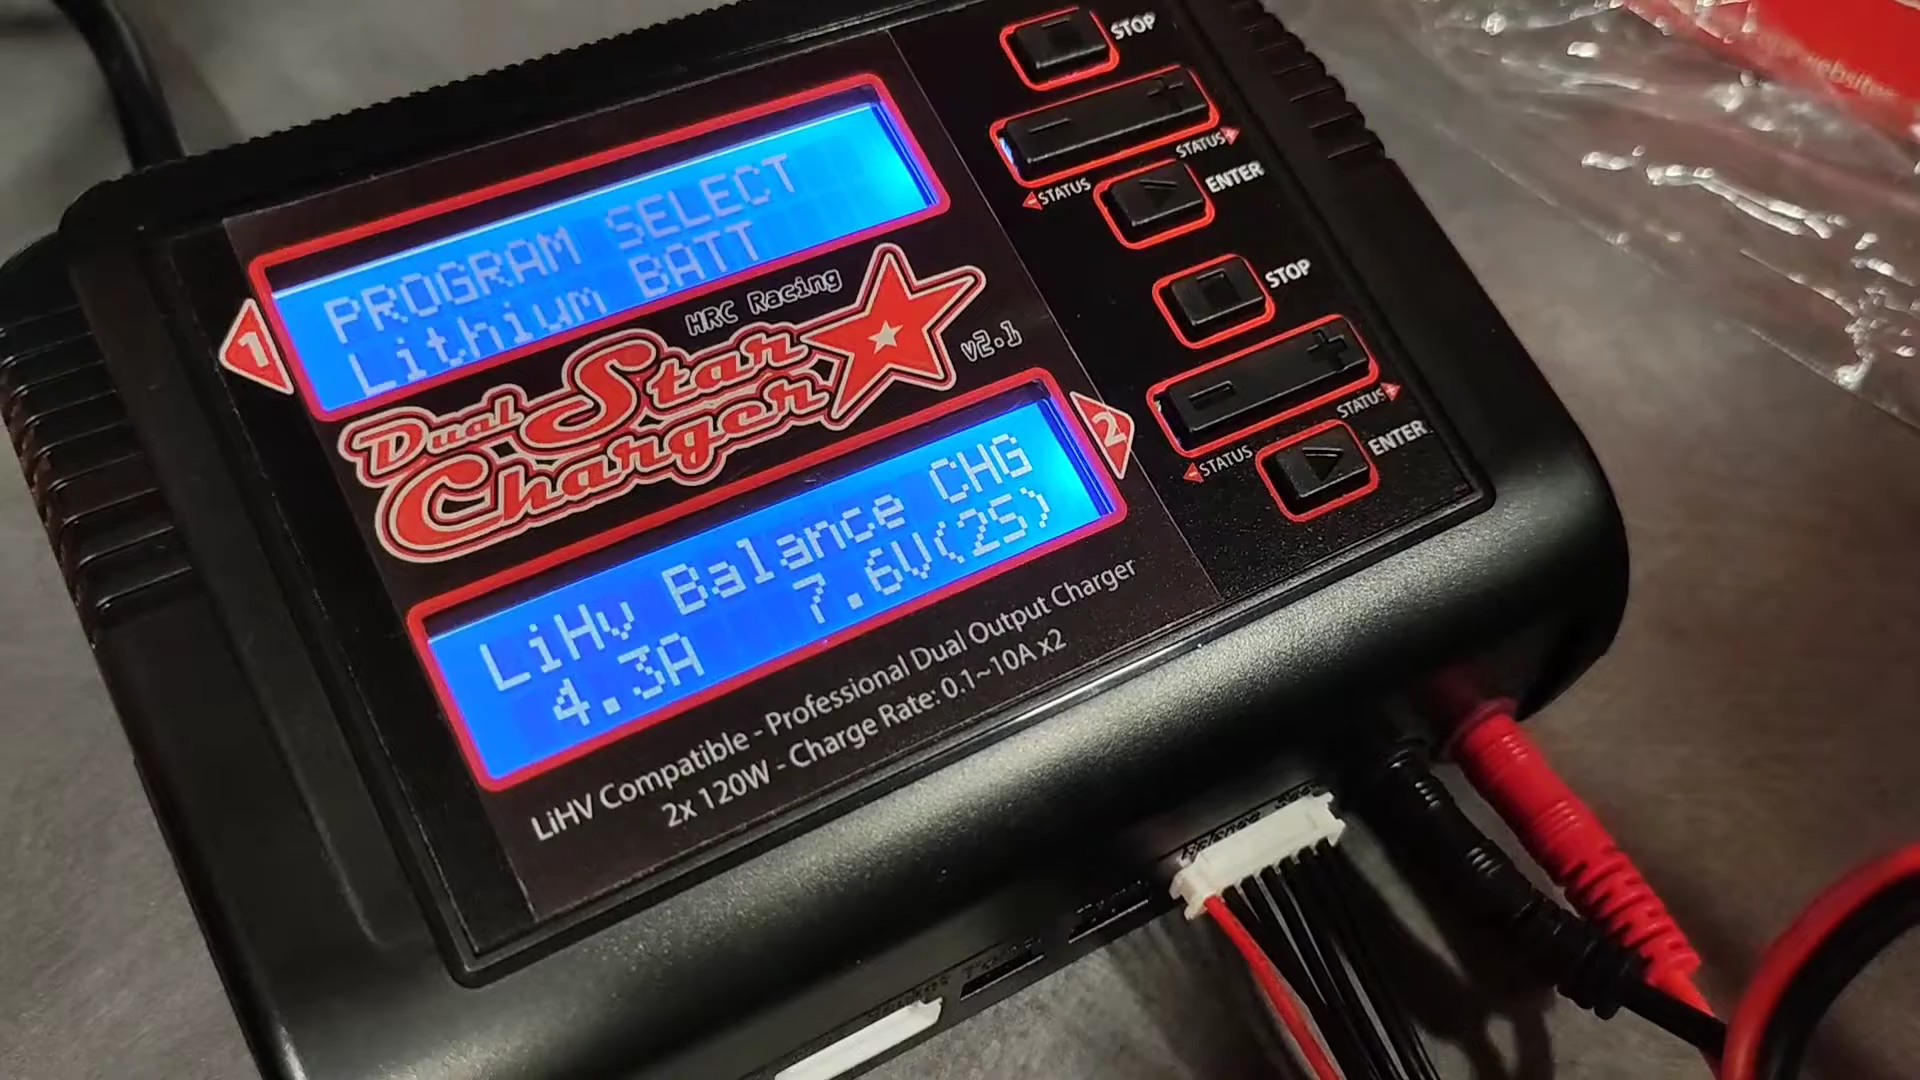 STOP
- +
STATUS
STATUS
ENTER
PROGRAM SELECT
Lithium BATT
1
HRC Racing
Dual Star
Charger
v2.1
STOP
- +
STATUS
STATUS
ENTER
2
LiHv Balance CHG
4.3A 7.6V(2S)
LiHV Compatible - Professional Dual Output Charger
2x 120W - Charge Rate: 0.1~10A x2
Balance